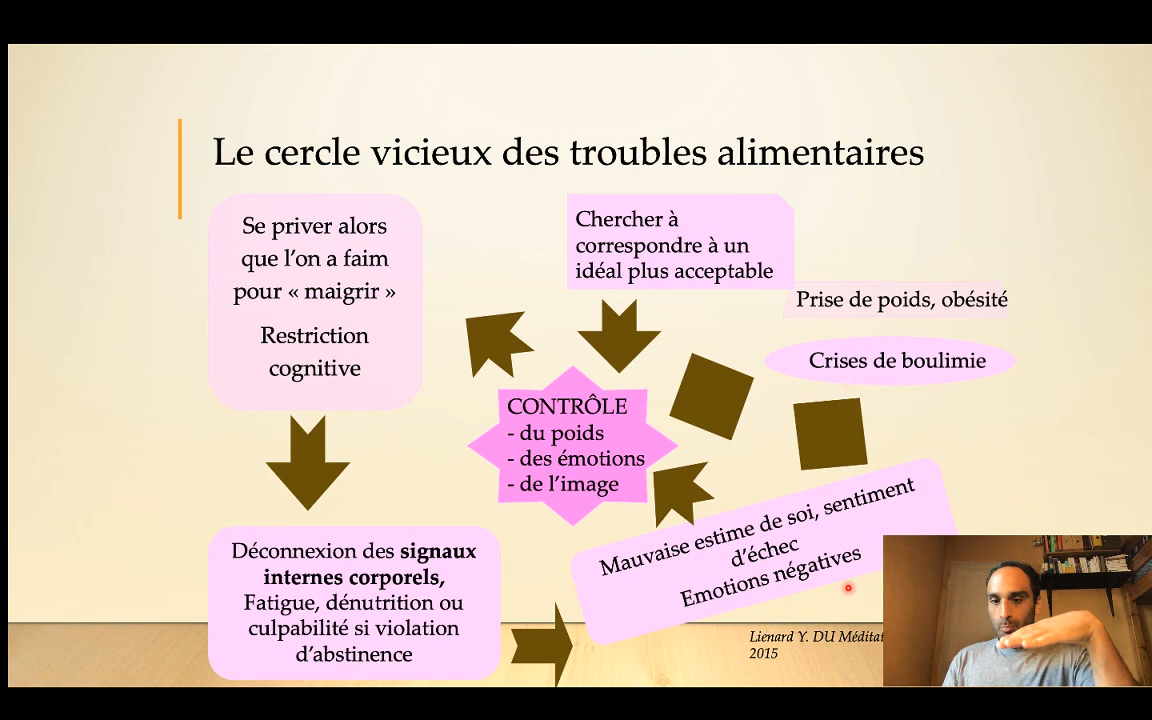 Le cercle vicieux des troubles alimentaires
Se priver alors
que l’on a faim
pour « maigrir »
Restriction
cognitive
Chercher à
correspondre à un
idéal plus acceptable
Prise de poids, obésité
Crises de boulimie
CONTRÔLE
- du poids
- des émotions
- de l’image
Déconnexion des signaux
internes corporels,
Fatigue, dénutrition ou
culpabilité si violation
d’abstinence
Mauvaise estime de soi, sentiment
d’échec
Emotions négatives
Lienard Y. DU
2015